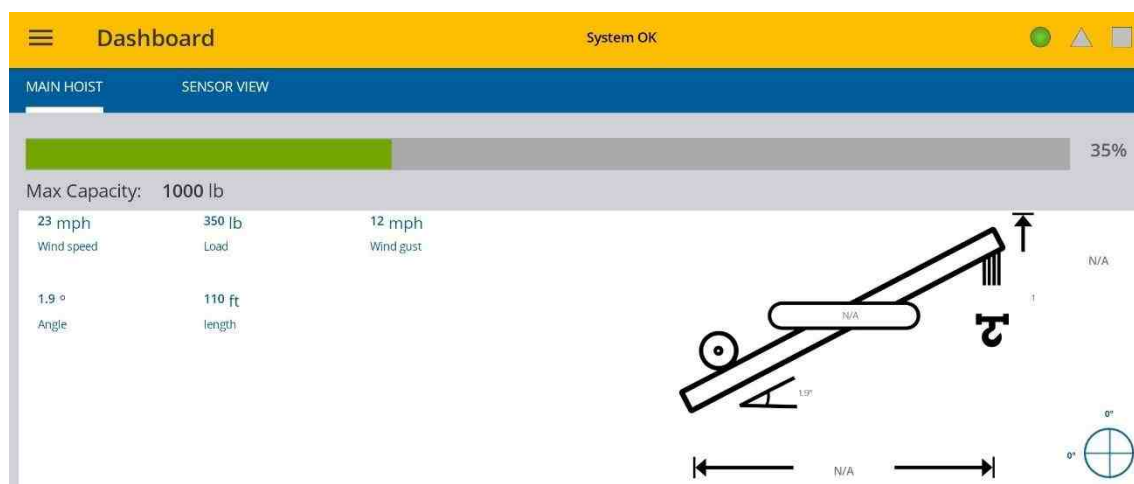 Dashboard
System OK
MAIN HOIST
SENSOR VIEW
35%
Max Capacity: 1000 lb
23 mph
350 lb
12 mph
Wind speed
Load
Wind gust
N/A
1.9 °
110 ft
1
Angle
length
N/A
1.9°
0°
0°
N/A